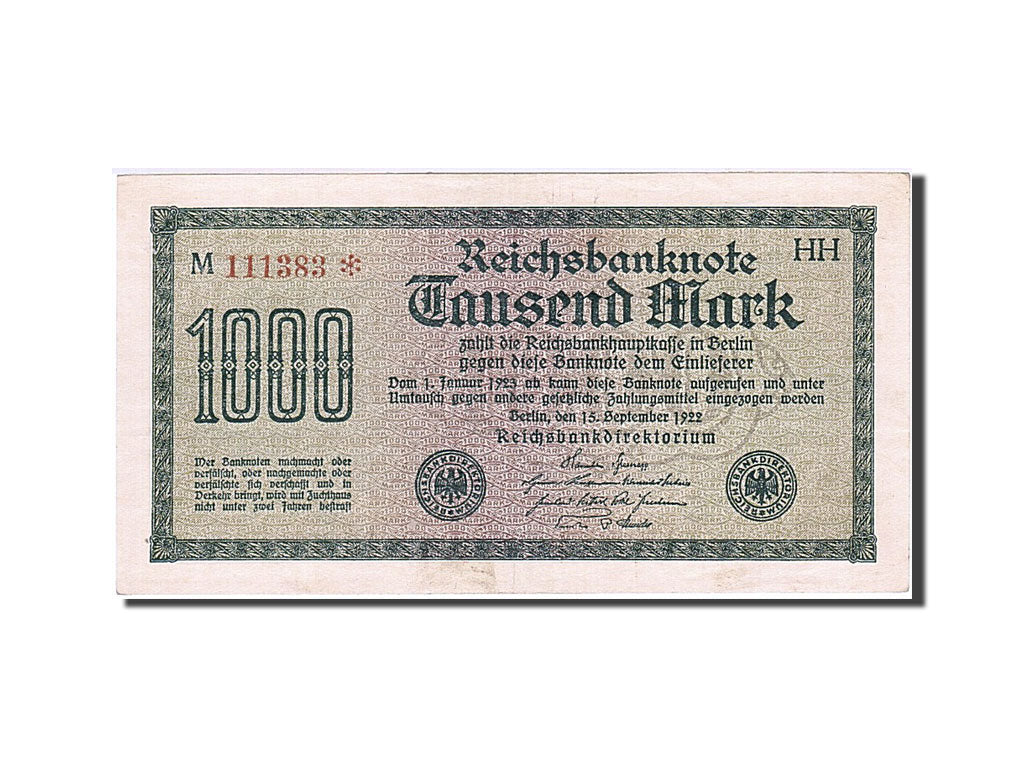 M 111383 *
HH
Reichsbanknote
Tausend Mark
1000
zahlt die Reichsbankhauptkasse in Berlin
gegen diese Banknote dem Einlieferer
Vom 1. Januar 1923 ab kann diese Banknote aufgerufen und unter
Umtausch gegen andere gesetzliche Zahlungsmittel eingezogen werden
Berlin, den 15. September 1922
Reichsbankdirektorium
Wer Banknoten nachmacht oder
verfälscht, oder nachgemachte oder
verfälschte sich verschafft und in
Verkehr bringt, wird mit Zuchthaus
nicht unter zwei Jahren bestraft
REICHSBANKDIREKTORIUM
REICHSBANKDIREKTORIUM